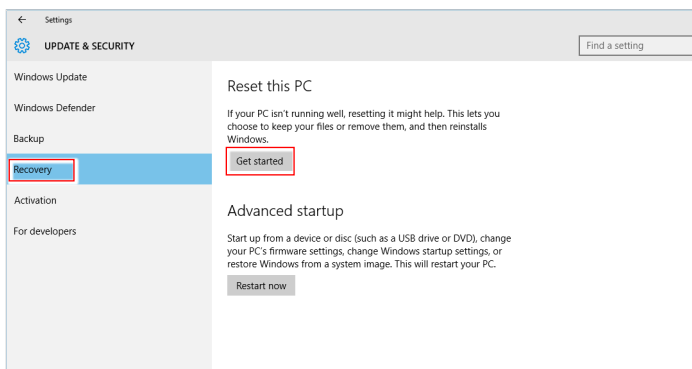 Settings
UPDATE & SECURITY
Find a setting
Windows Update
Windows Defender
Backup
Recovery
Activation
For developers
Reset this PC
If your PC isn't running well, resetting it might help. This lets you
choose to keep your files or remove them, and then reinstalls
Windows.
Get started
Advanced startup
Start up from a device or disc (such as a USB drive or DVD), change
your PC's firmware settings, change Windows startup settings, or
restore Windows from a system image. This will restart your PC.
Restart now